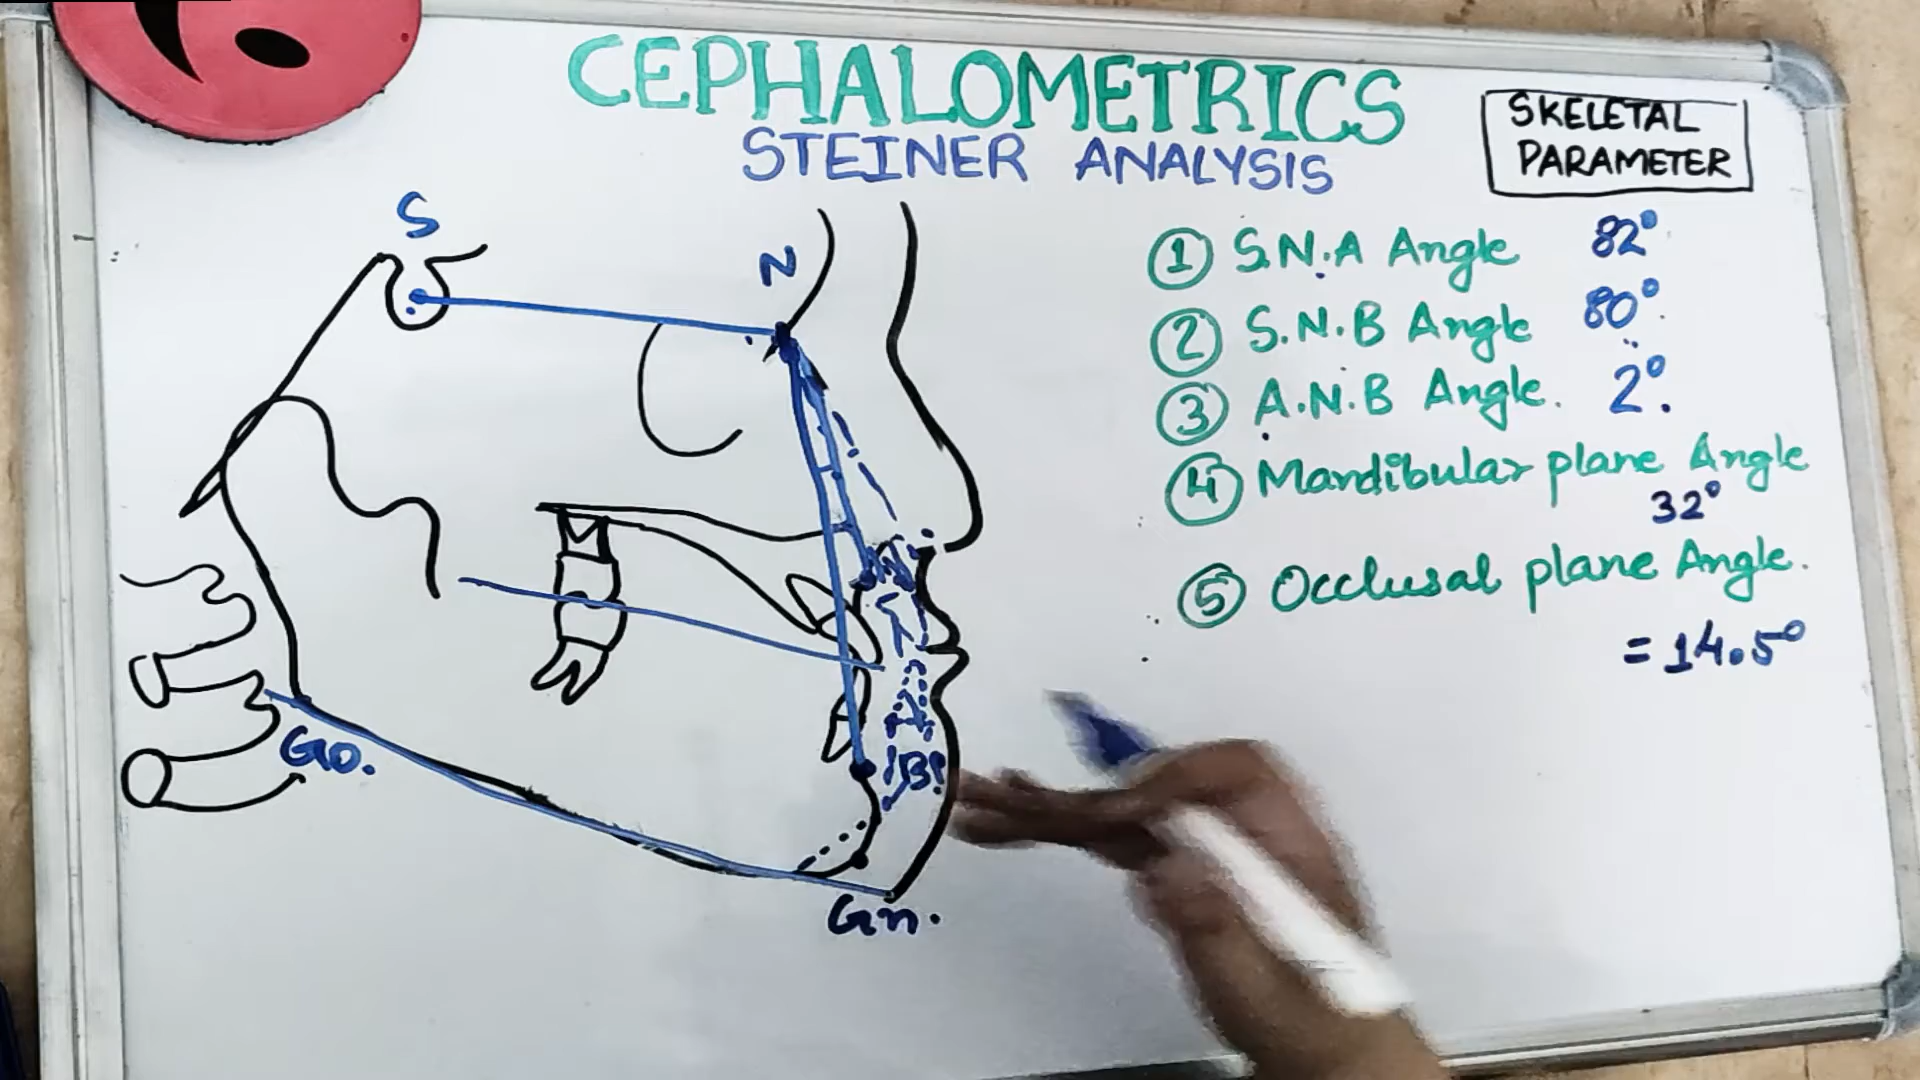 CEPHALOMETRICS
STEINER ANALYSIS
SKELETAL
PARAMETER
S
N
① S.N.A Angle 82°
② S.N.B Angle 80°
③ A.N.B Angle. 2°
④ Mandibular plane Angle
32°
⑤ Occlusal plane Angle.
= 14.5°
Go.
B
Gn.